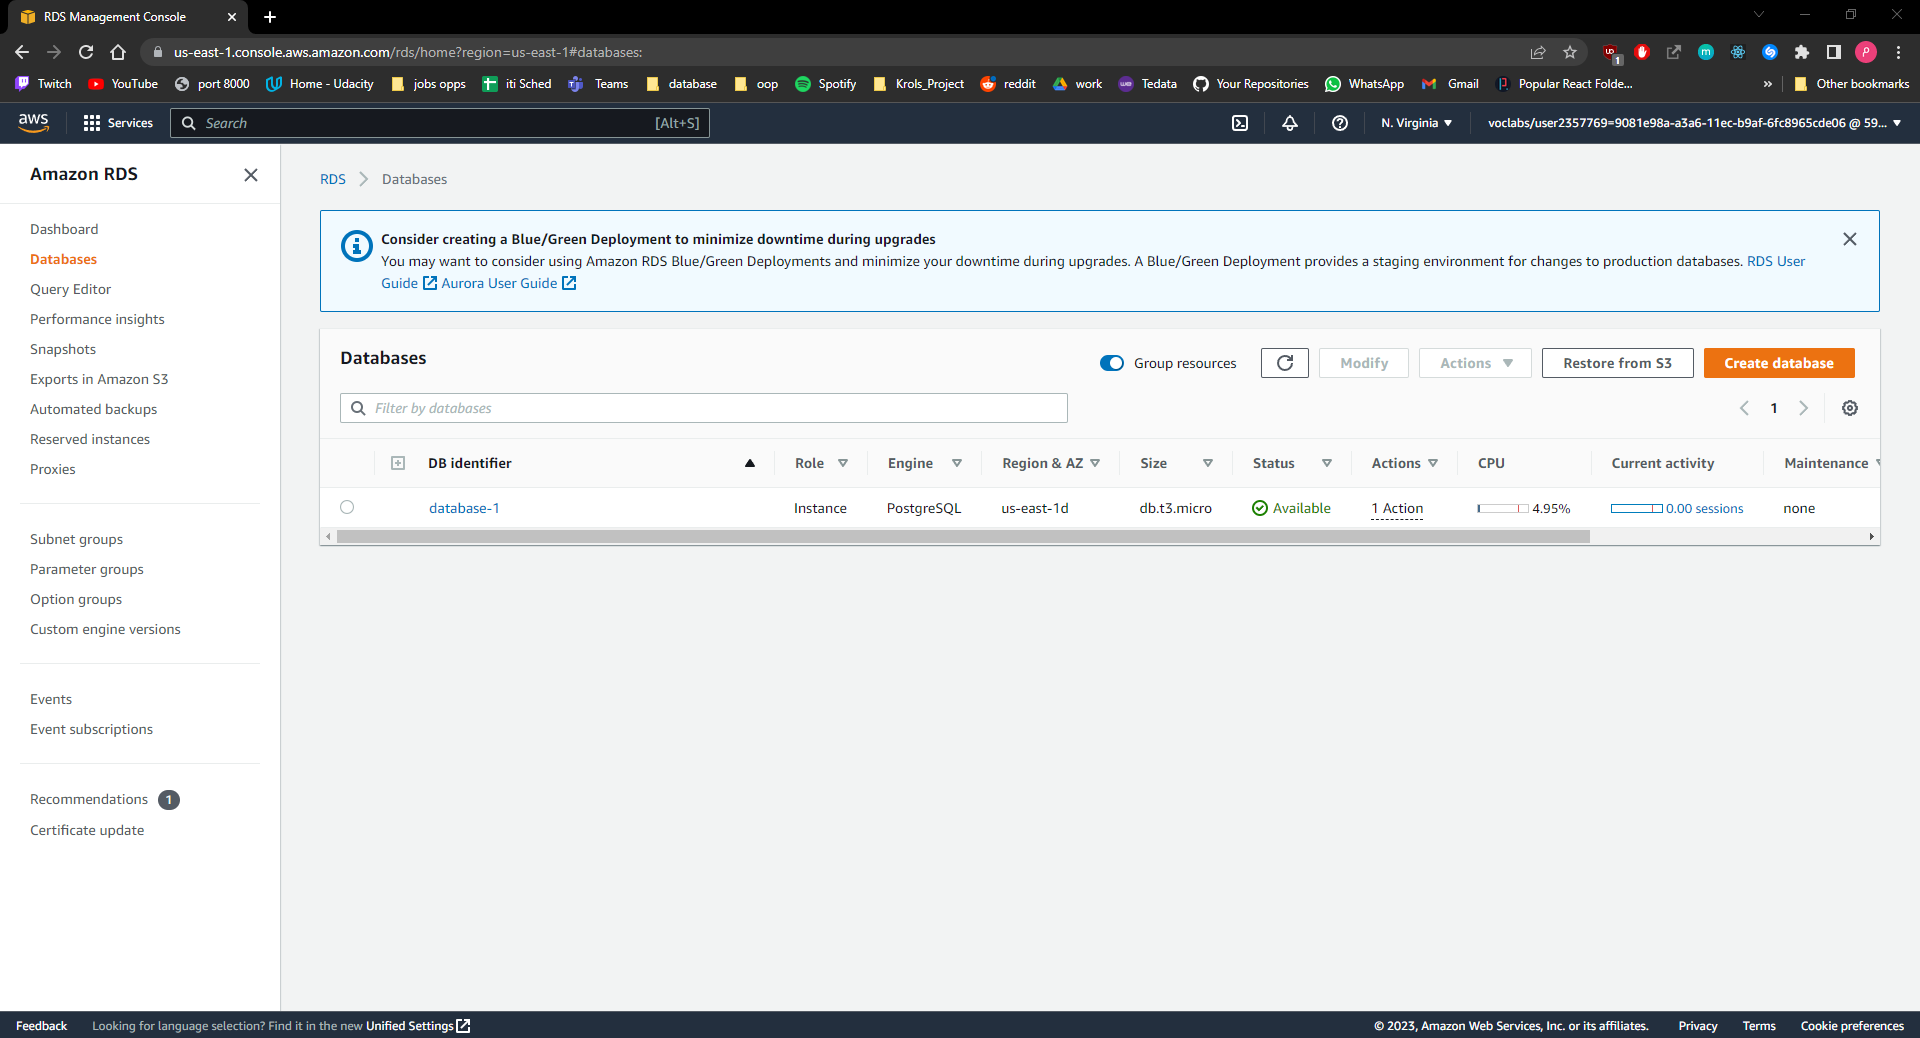 RDS Management Console
us-east-1.console.aws.amazon.com/rds/home?region=us-east-1#databases:
1
P
Twitch YouTube port 8000 Home - Udacity jobs opps iti Sched Teams database oop Spotify Krols_Project reddit work Tedata Your Repositories WhatsApp Gmail Popular React Folde... » Other bookmarks
aws Services Search [Alt+S] N. Virginia voclabs/user2357769=9081e98a-a3a6-11ec-b9af-6fc8965cde06 @ 59...
Amazon RDS
Dashboard
Databases
Query Editor
Performance insights
Snapshots
Exports in Amazon S3
Automated backups
Reserved instances
Proxies
Subnet groups
Parameter groups
Option groups
Custom engine versions
Events
Event subscriptions
Recommendations 1
Certificate update
RDS > Databases
Consider creating a Blue/Green Deployment to minimize downtime during upgrades
You may want to consider using Amazon RDS Blue/Green Deployments and minimize your downtime during upgrades. A Blue/Green Deployment provides a staging environment for changes to production databases. RDS User
Guide Aurora User Guide
Databases
Group resources Modify Actions Restore from S3 Create database
Filter by databases
1
DB identifier Role Engine Region & AZ Size Status Actions CPU Current activity Maintenance
database-1 Instance PostgreSQL us-east-1d db.t3.micro Available 1 Action 4.95% 0.00 sessions none
Feedback Looking for language selection? Find it in the new Unified Settings © 2023, Amazon Web Services, Inc. or its affiliates. Privacy Terms Cookie preferences